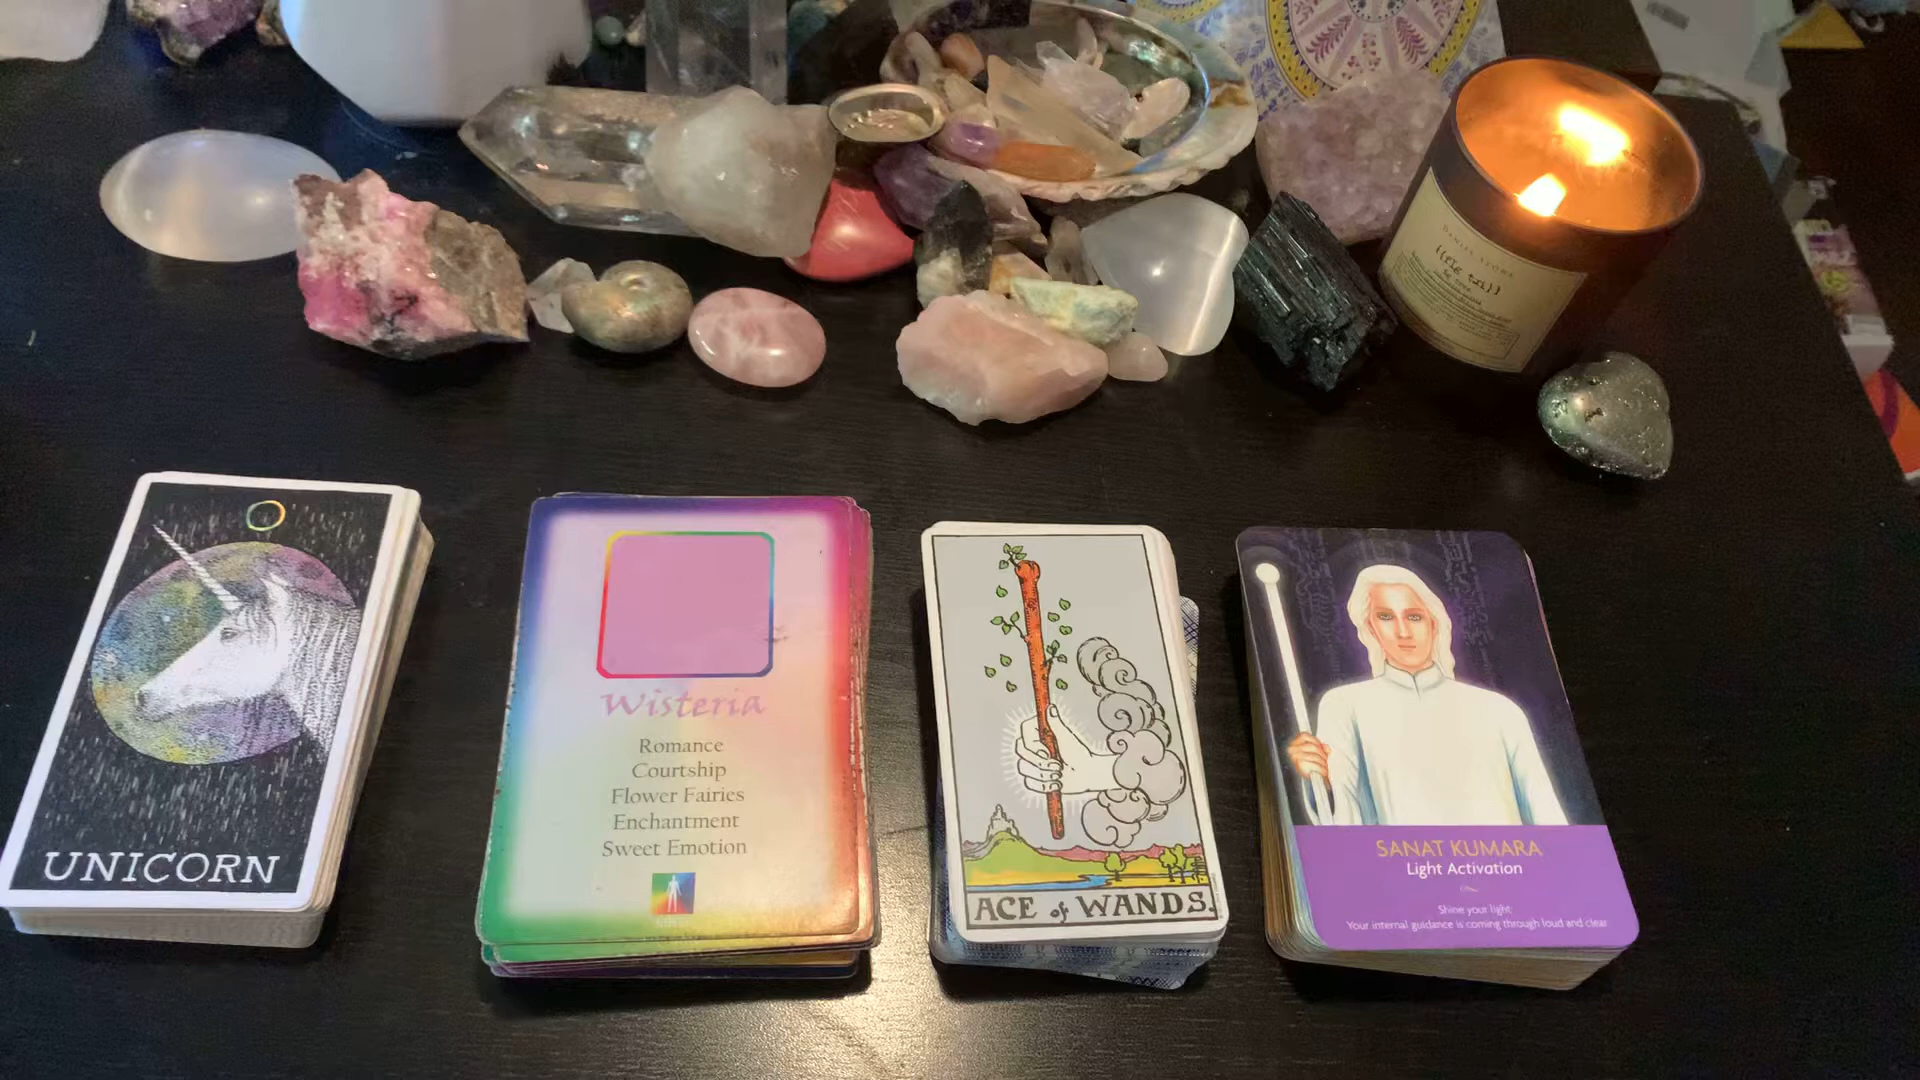 UNICORN
Wisteria
Romance
Courtship
Flower Fairies
Enchantment
Sweet Emotion
ACE of WANDS.
SANAT KUMARA
Light Activation
Shine your light;
Your internal guidance is coming through loud and clear